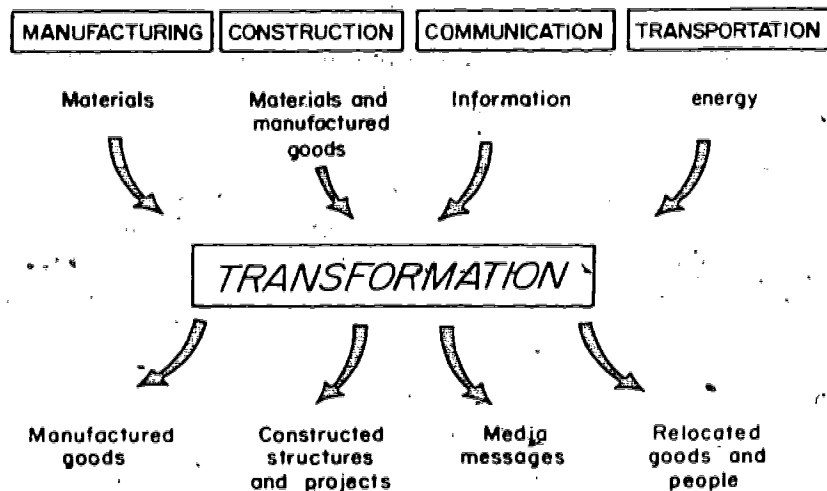 MANUFACTURING CONSTRUCTION COMMUNICATION TRANSPORTATION
Materials
Materials and
manufactured
goods
Information
energy
TRANSFORMATION
Manufactured
goods
Constructed
structures
and projects
Media
messages
Relocated
goods and
people